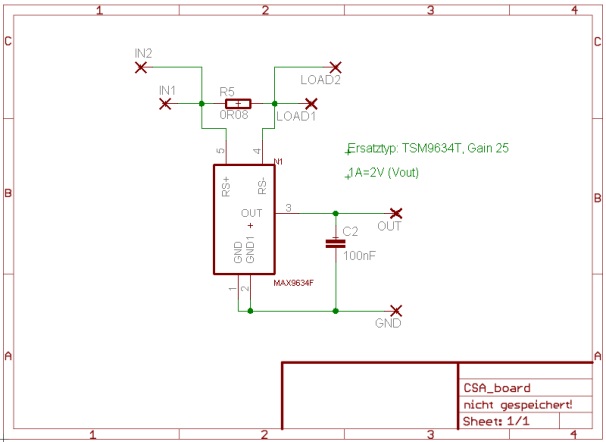 1 2 3 4
C C
IN2
LOAD2
IN1
R5
0R08
LOAD1
Ersatztyp: TSM9634T, Gain 25
1A=2V (Vout)
5 4
RS+ RS-
B B
OUT 3
OUT
C2
100nF
GND GND1
1 2
MAX9634F
GND
A A
CSA_board
nicht gespeichert!
Sheet: 1/1
1 2 3 4